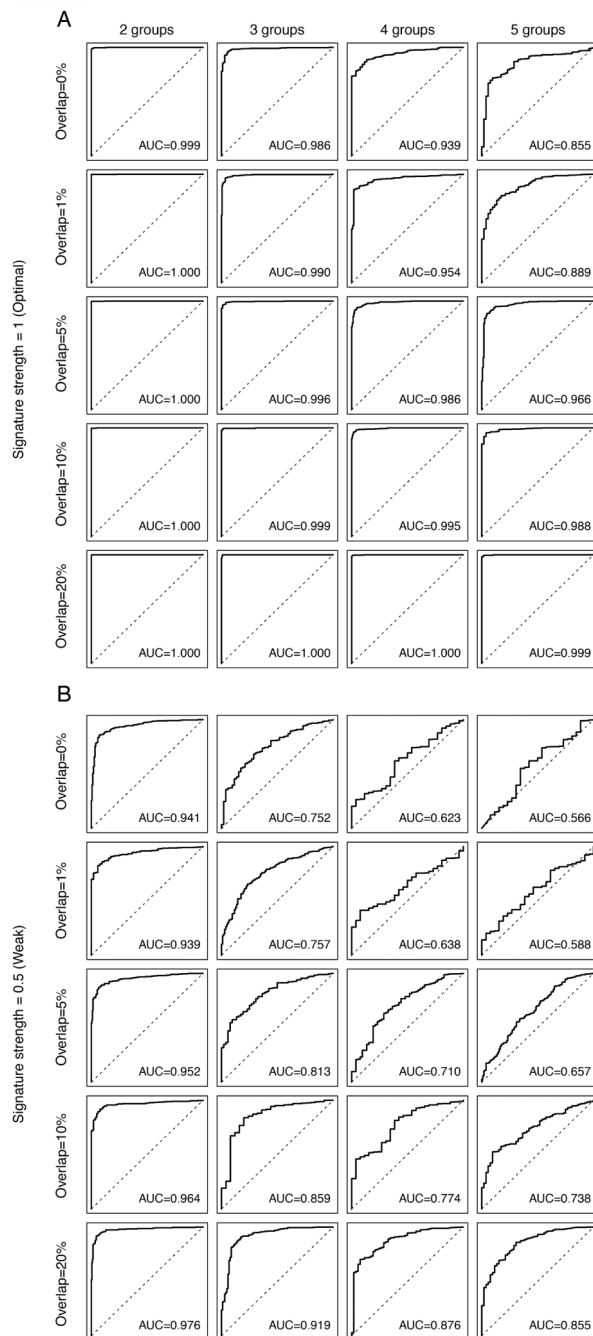 A
2 groups 3 groups 4 groups 5 groups
Signature strength = 1 (Optimal)
Overlap=0%
AUC=0.999 AUC=0.986 AUC=0.939 AUC=0.855
Overlap=1%
AUC=1.000 AUC=0.990 AUC=0.954 AUC=0.889
Overlap=5%
AUC=1.000 AUC=0.996 AUC=0.986 AUC=0.966
Overlap=10%
AUC=1.000 AUC=0.999 AUC=0.995 AUC=0.988
Overlap=20%
AUC=1.000 AUC=1.000 AUC=1.000 AUC=0.999
B
Signature strength = 0.5 (Weak)
Overlap=0%
AUC=0.941 AUC=0.752 AUC=0.623 AUC=0.566
Overlap=1%
AUC=0.939 AUC=0.757 AUC=0.638 AUC=0.588
Overlap=5%
AUC=0.952 AUC=0.813 AUC=0.710 AUC=0.657
Overlap=10%
AUC=0.964 AUC=0.859 AUC=0.774 AUC=0.738
Overlap=20%
AUC=0.976 AUC=0.919 AUC=0.876 AUC=0.855